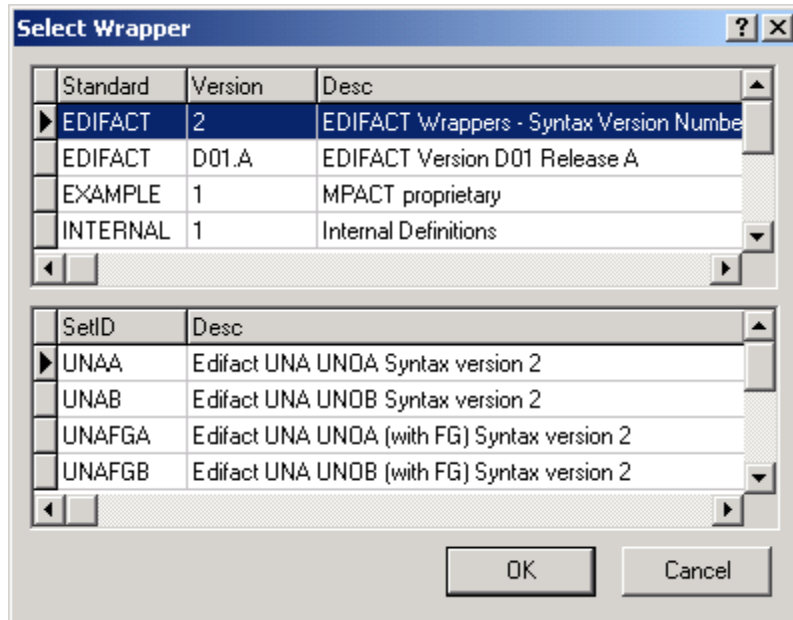 Select Wrapper
Standard Version Desc
EDIFACT 2 EDIFACT Wrappers - Syntax Version Numbe
EDIFACT D01.A EDIFACT Version D01 Release A
EXAMPLE 1 MPACT proprietary
INTERNAL 1 Internal Definitions
SetID Desc
UNAA Edifact UNA UNOA Syntax version 2
UNAB Edifact UNA UNOB Syntax version 2
UNAFGA Edifact UNA UNOA (with FG) Syntax version 2
UNAFGB Edifact UNA UNOB (with FG) Syntax version 2
OK Cancel